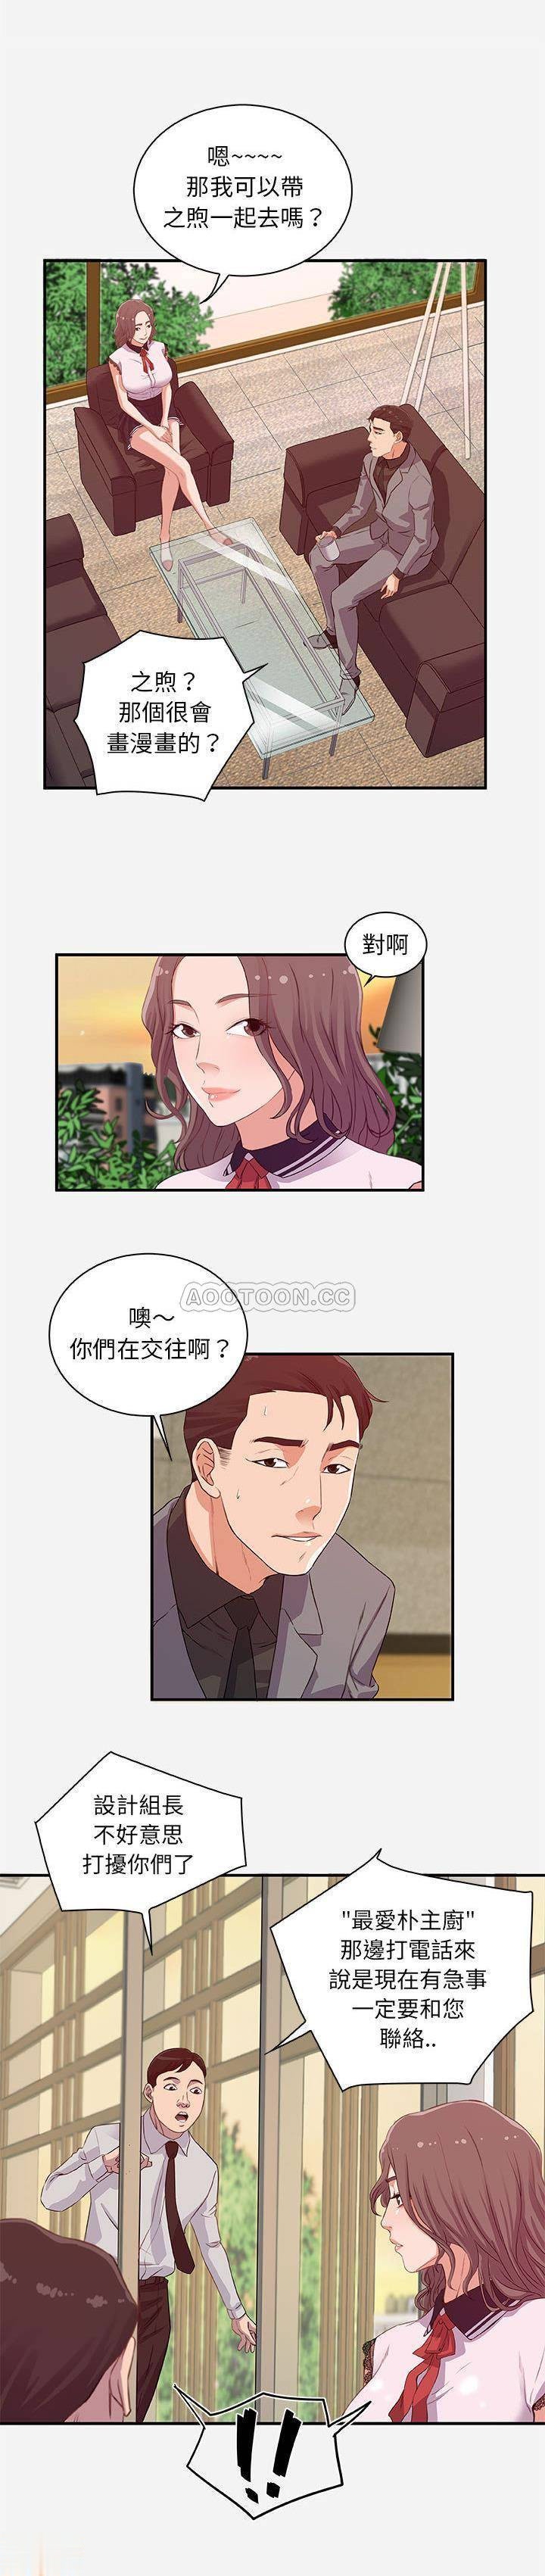 嗯~~~~
那我可以帶
之煦一起去嗎？
之煦？
那個很會
畫漫畫的？
對啊
AOOTOON.CC
噢～
你們在交往啊？
設計組長
不好意思
打擾你們了
"最愛朴主廚"
那邊打電話來
說是現在有急事
一定要和您
聯絡..
!!